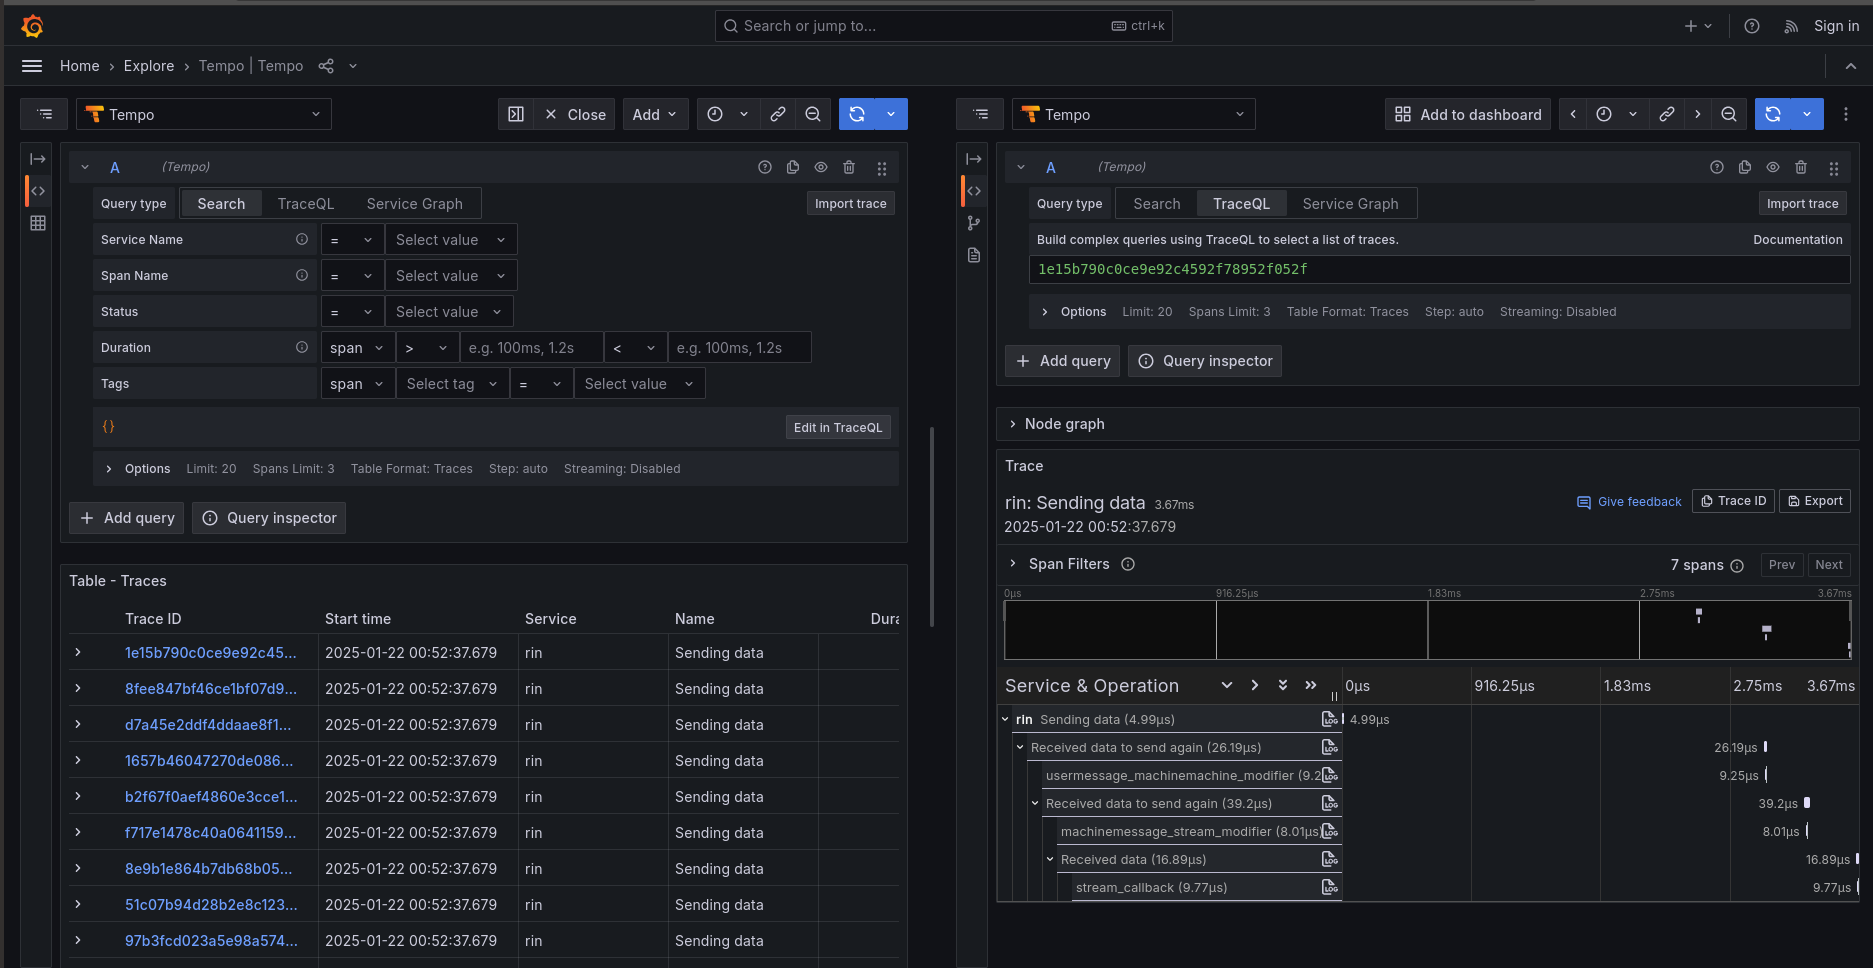 Search or jump to...
ctrl+k
Sign in
Home › Explore › Tempo | Tempo
Tempo
Close
Add
A (Tempo)
Query type Search TraceQL Service Graph Import trace
Service Name = Select value
Span Name = Select value
Status = Select value
Duration span > e.g. 100ms, 1.2s < e.g. 100ms, 1.2s
Tags span Select tag = Select value
{} Edit in TraceQL
Options Limit: 20 Spans Limit: 3 Table Format: Traces Step: auto Streaming: Disabled
+ Add query Query inspector
Table - Traces
Trace ID Start time Service Name Dura
1e15b790c0ce9e92c45... 2025-01-22 00:52:37.679 rin Sending data
8fee847bf46ce1bf07d9... 2025-01-22 00:52:37.679 rin Sending data
d7a45e2ddf4ddaae8f1... 2025-01-22 00:52:37.679 rin Sending data
1657b46047270de086... 2025-01-22 00:52:37.679 rin Sending data
b2f67f0aef4860e3cce1... 2025-01-22 00:52:37.679 rin Sending data
f717e1478c40a0641159... 2025-01-22 00:52:37.679 rin Sending data
8e9b1e864b7db68b05... 2025-01-22 00:52:37.679 rin Sending data
51c07b94d28b2e8c123... 2025-01-22 00:52:37.679 rin Sending data
97b3fcd023a5e98a574... 2025-01-22 00:52:37.679 rin Sending data
Tempo
Add to dashboard
A (Tempo)
Query type Search TraceQL Service Graph Import trace
Build complex queries using TraceQL to select a list of traces. Documentation
1e15b790c0ce9e92c4592f78952f052f
Options Limit: 20 Spans Limit: 3 Table Format: Traces Step: auto Streaming: Disabled
+ Add query Query inspector
Node graph
Trace
rin: Sending data 3.67ms
Give feedback Trace ID Export
2025-01-22 00:52:37.679
Span Filters 7 spans Prev Next
0µs 916.25µs 1.83ms 2.75ms 3.67ms
Service & Operation 0µs 916.25µs 1.83ms 2.75ms 3.67ms
rin Sending data (4.99µs) LOG 4.99µs
Received data to send again (26.19µs) LOG 26.19µs
usermessage_machinemachine_modifier (9.2 LOG 9.25µs
Received data to send again (39.2µs) LOG 39.2µs
machinemessage_stream_modifier (8.01µs) LOG 8.01µs
Received data (16.89µs) LOG 16.89µs
stream_callback (9.77µs) LOG 9.77µs